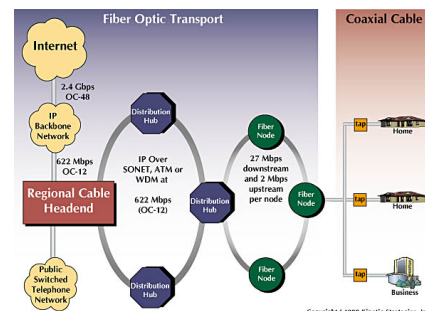 Fiber Optic Transport
Coaxial Cable
Internet
2.4 Gbps
OC-48
IP
Backbone
Network
622 Mbps
OC-12
Regional Cable
Headend
Public
Switched
Telephone
Network
Distribution
Hub
IP Over
SONET, ATM or
WDM at
622 Mbps
(OC-12)
Distribution
Hub
Distribution
Hub
Fiber
Node
27 Mbps
downstream
and 2 Mbps
upstream
per node
Fiber
Node
Fiber
Node
tap
Home
tap
Home
tap
Business